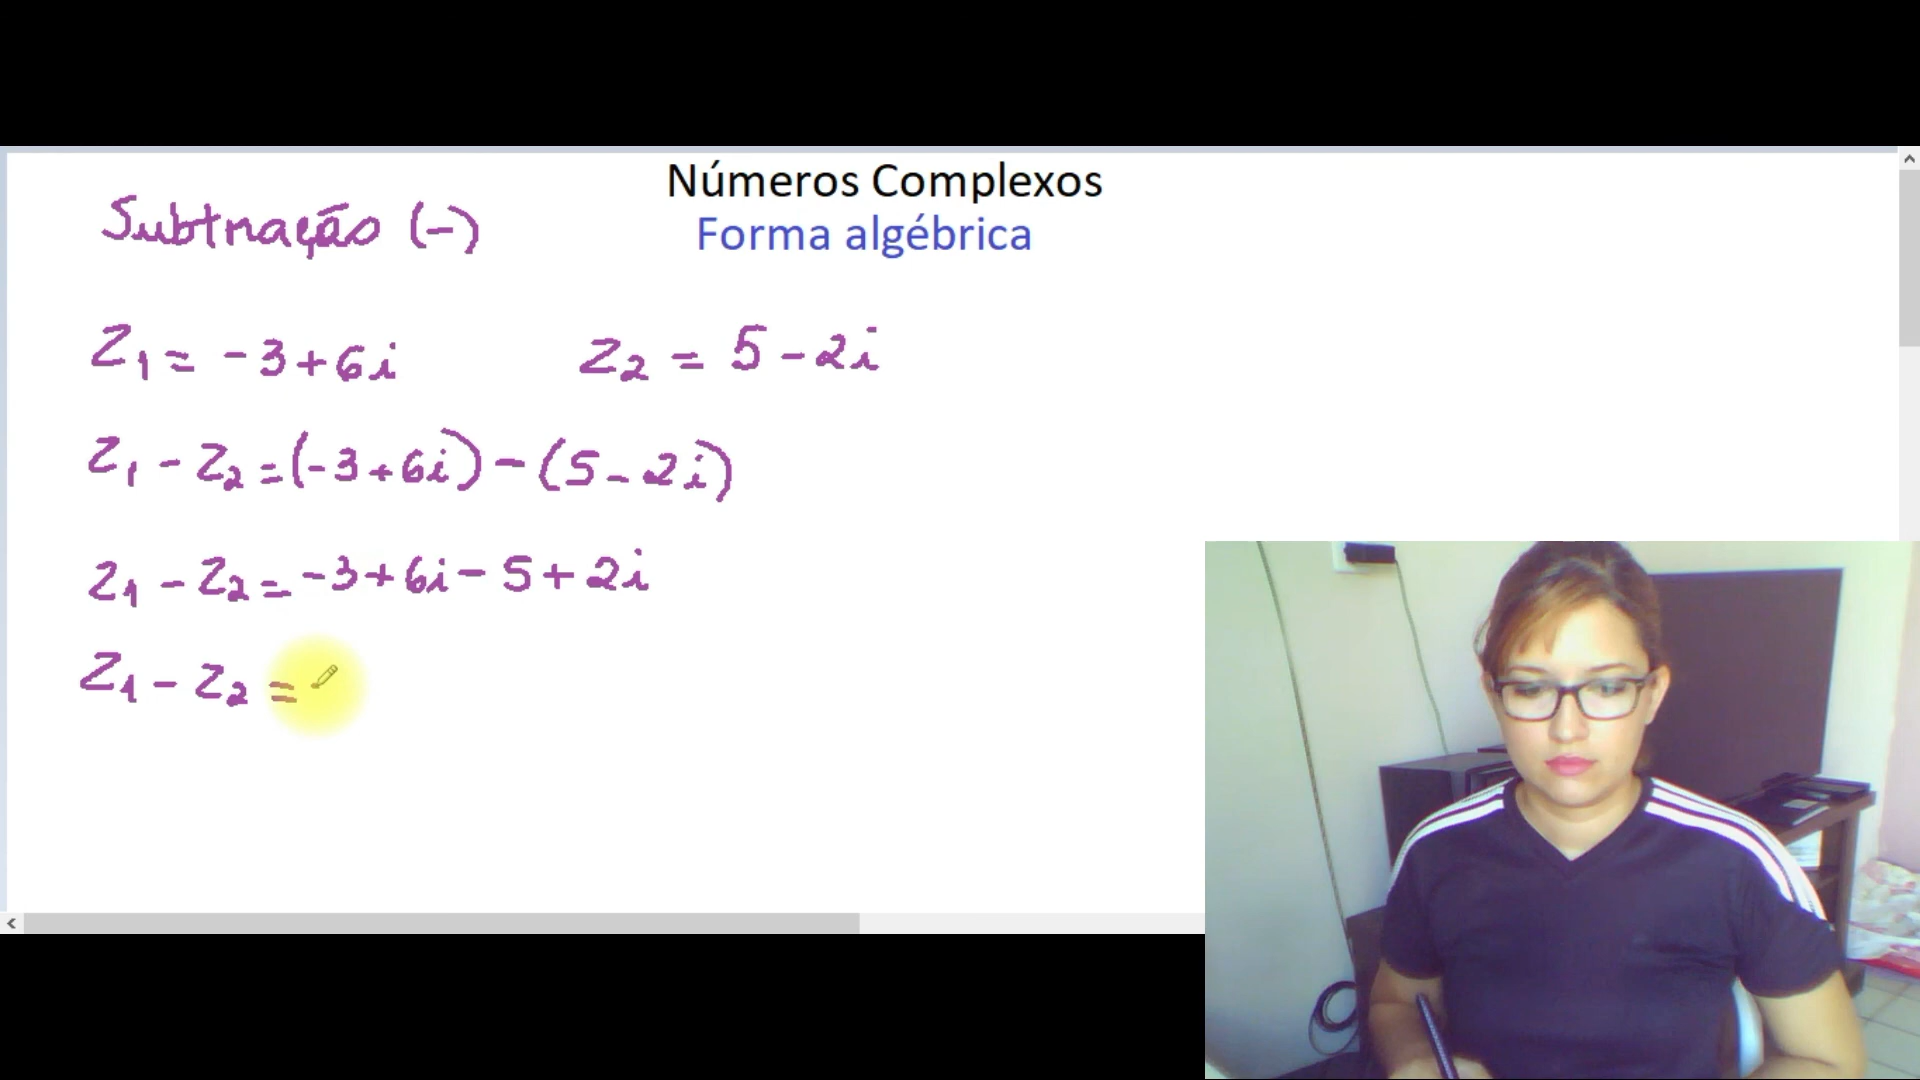 Números Complexos
Forma algébrica
Subtração (-)
Z1 = -3+6i
Z2 = 5-2i
Z1 - Z2 = (-3+6i) - (5-2i)
Z1 - Z2 = -3+6i-5+2i
Z1 - Z2 =